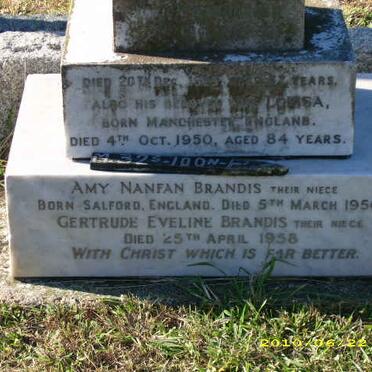 DIED 20TH DEC. YEARS.
ALSO HIS LOUISA,
BORN MANCHESTER ENGLAND.
DIED 4TH OCT. 1950, AGED 84 YEARS.
AMY NANFAN BRANDIS THEIR NIECE
BORN SALFORD, ENGLAND. DIED 5TH MARCH 195
GERTRUDE EVELINE BRANDIS THEIR NIECE
DIED 25TH APRIL 1958
WITH CHRIST WHICH IS FAR BETTER.
2010/06/22